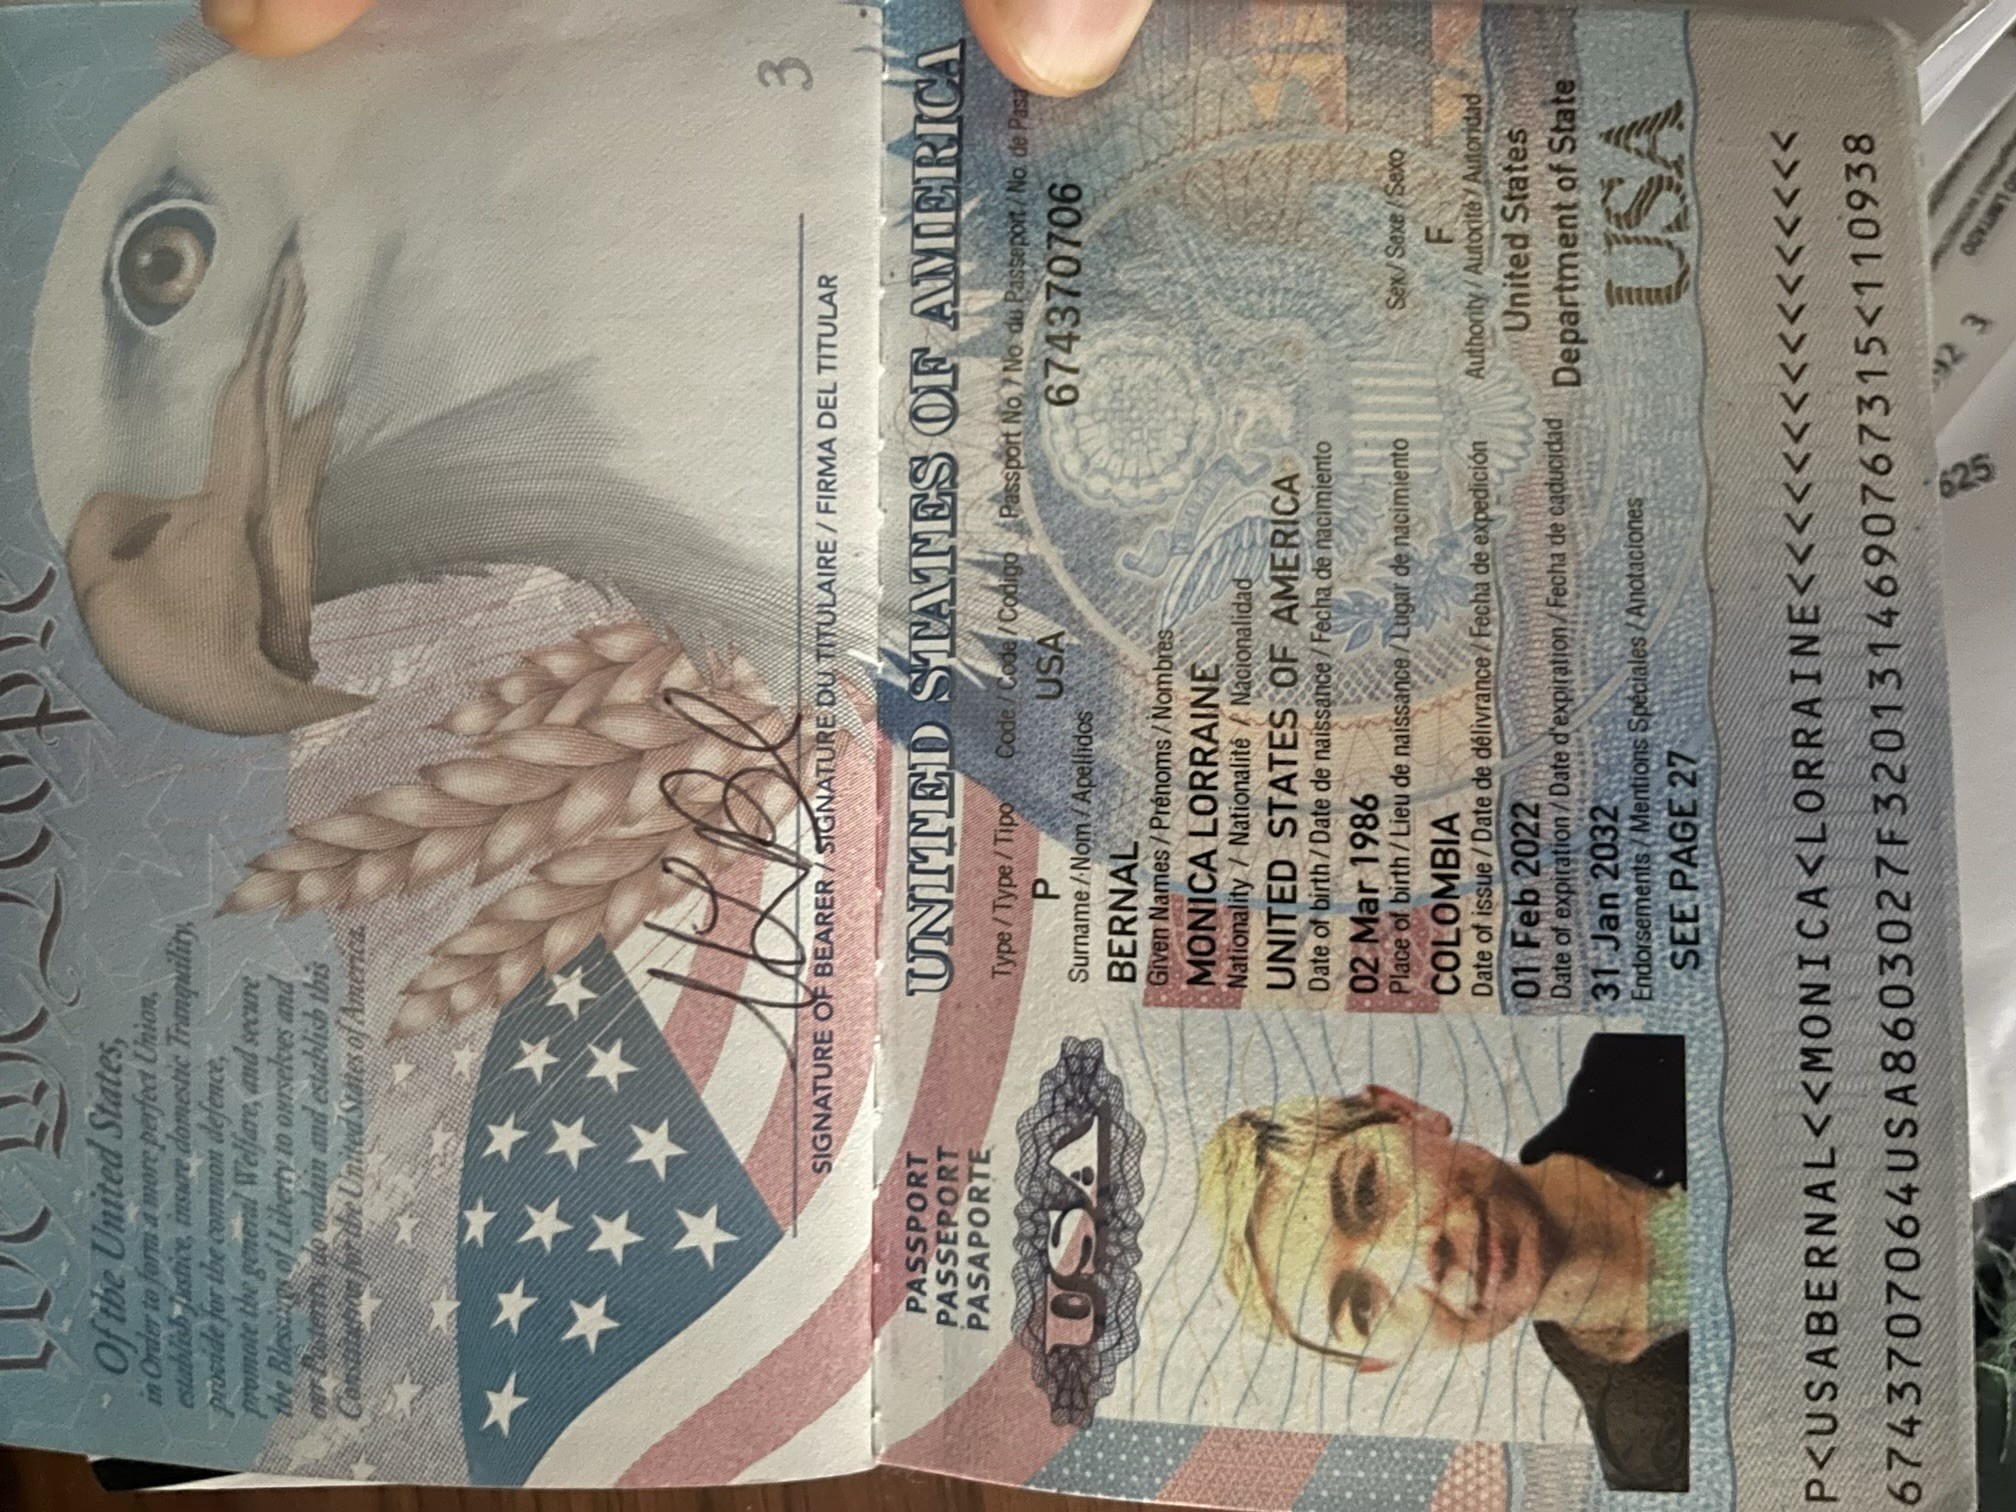 We the People
Of the United States,
in Order to form a more perfect Union,
establish Justice, insure domestic Tranquility,
provide for the common defence,
promote the general Welfare, and secure
the Blessings of Liberty to ourselves and
our Posterity, do ordain and establish this
Constitution for the United States of America.
3
SIGNATURE OF BEARER / SIGNATURE DU TITULAIRE / FIRMA DEL TITULAR
PASSPORT
PASSEPORT
PASAPORTE
USA
UNITED STATES OF AMERICA
Type / Type / Tipo Code / Code / Codigo Passport No. / No. du Passeport / No. de
P USA 674370706
Surname / Nom / Apellidos
BERNAL
Given Names / Prénoms / Nombres
MONICA LORRAINE
Nationality / Nationalité / Nacionalidad
UNITED STATES OF AMERICA
Date of birth / Date de naissance / Fecha de nacimiento
02 Mar 1986
Place of birth / Lieu de naissance / Lugar de nacimiento Sex / Sexe / Sexo
COLOMBIA F
Date of issue / Date de délivrance / Fecha de expedición Authority / Autorité / Autoridad
01 Feb 2022 United States
Date of expiration / Date d'expiration / Fecha de caducidad Department of State
31 Jan 2032
Endorsements / Mentions Spéciales / Anotaciones
SEE PAGE 27
USA
P<USABERNAL<<MONICA<LORRAINE<<<<<<<<<<<<<<<<
6743707064USA8603027F3201314690767315<110938
625